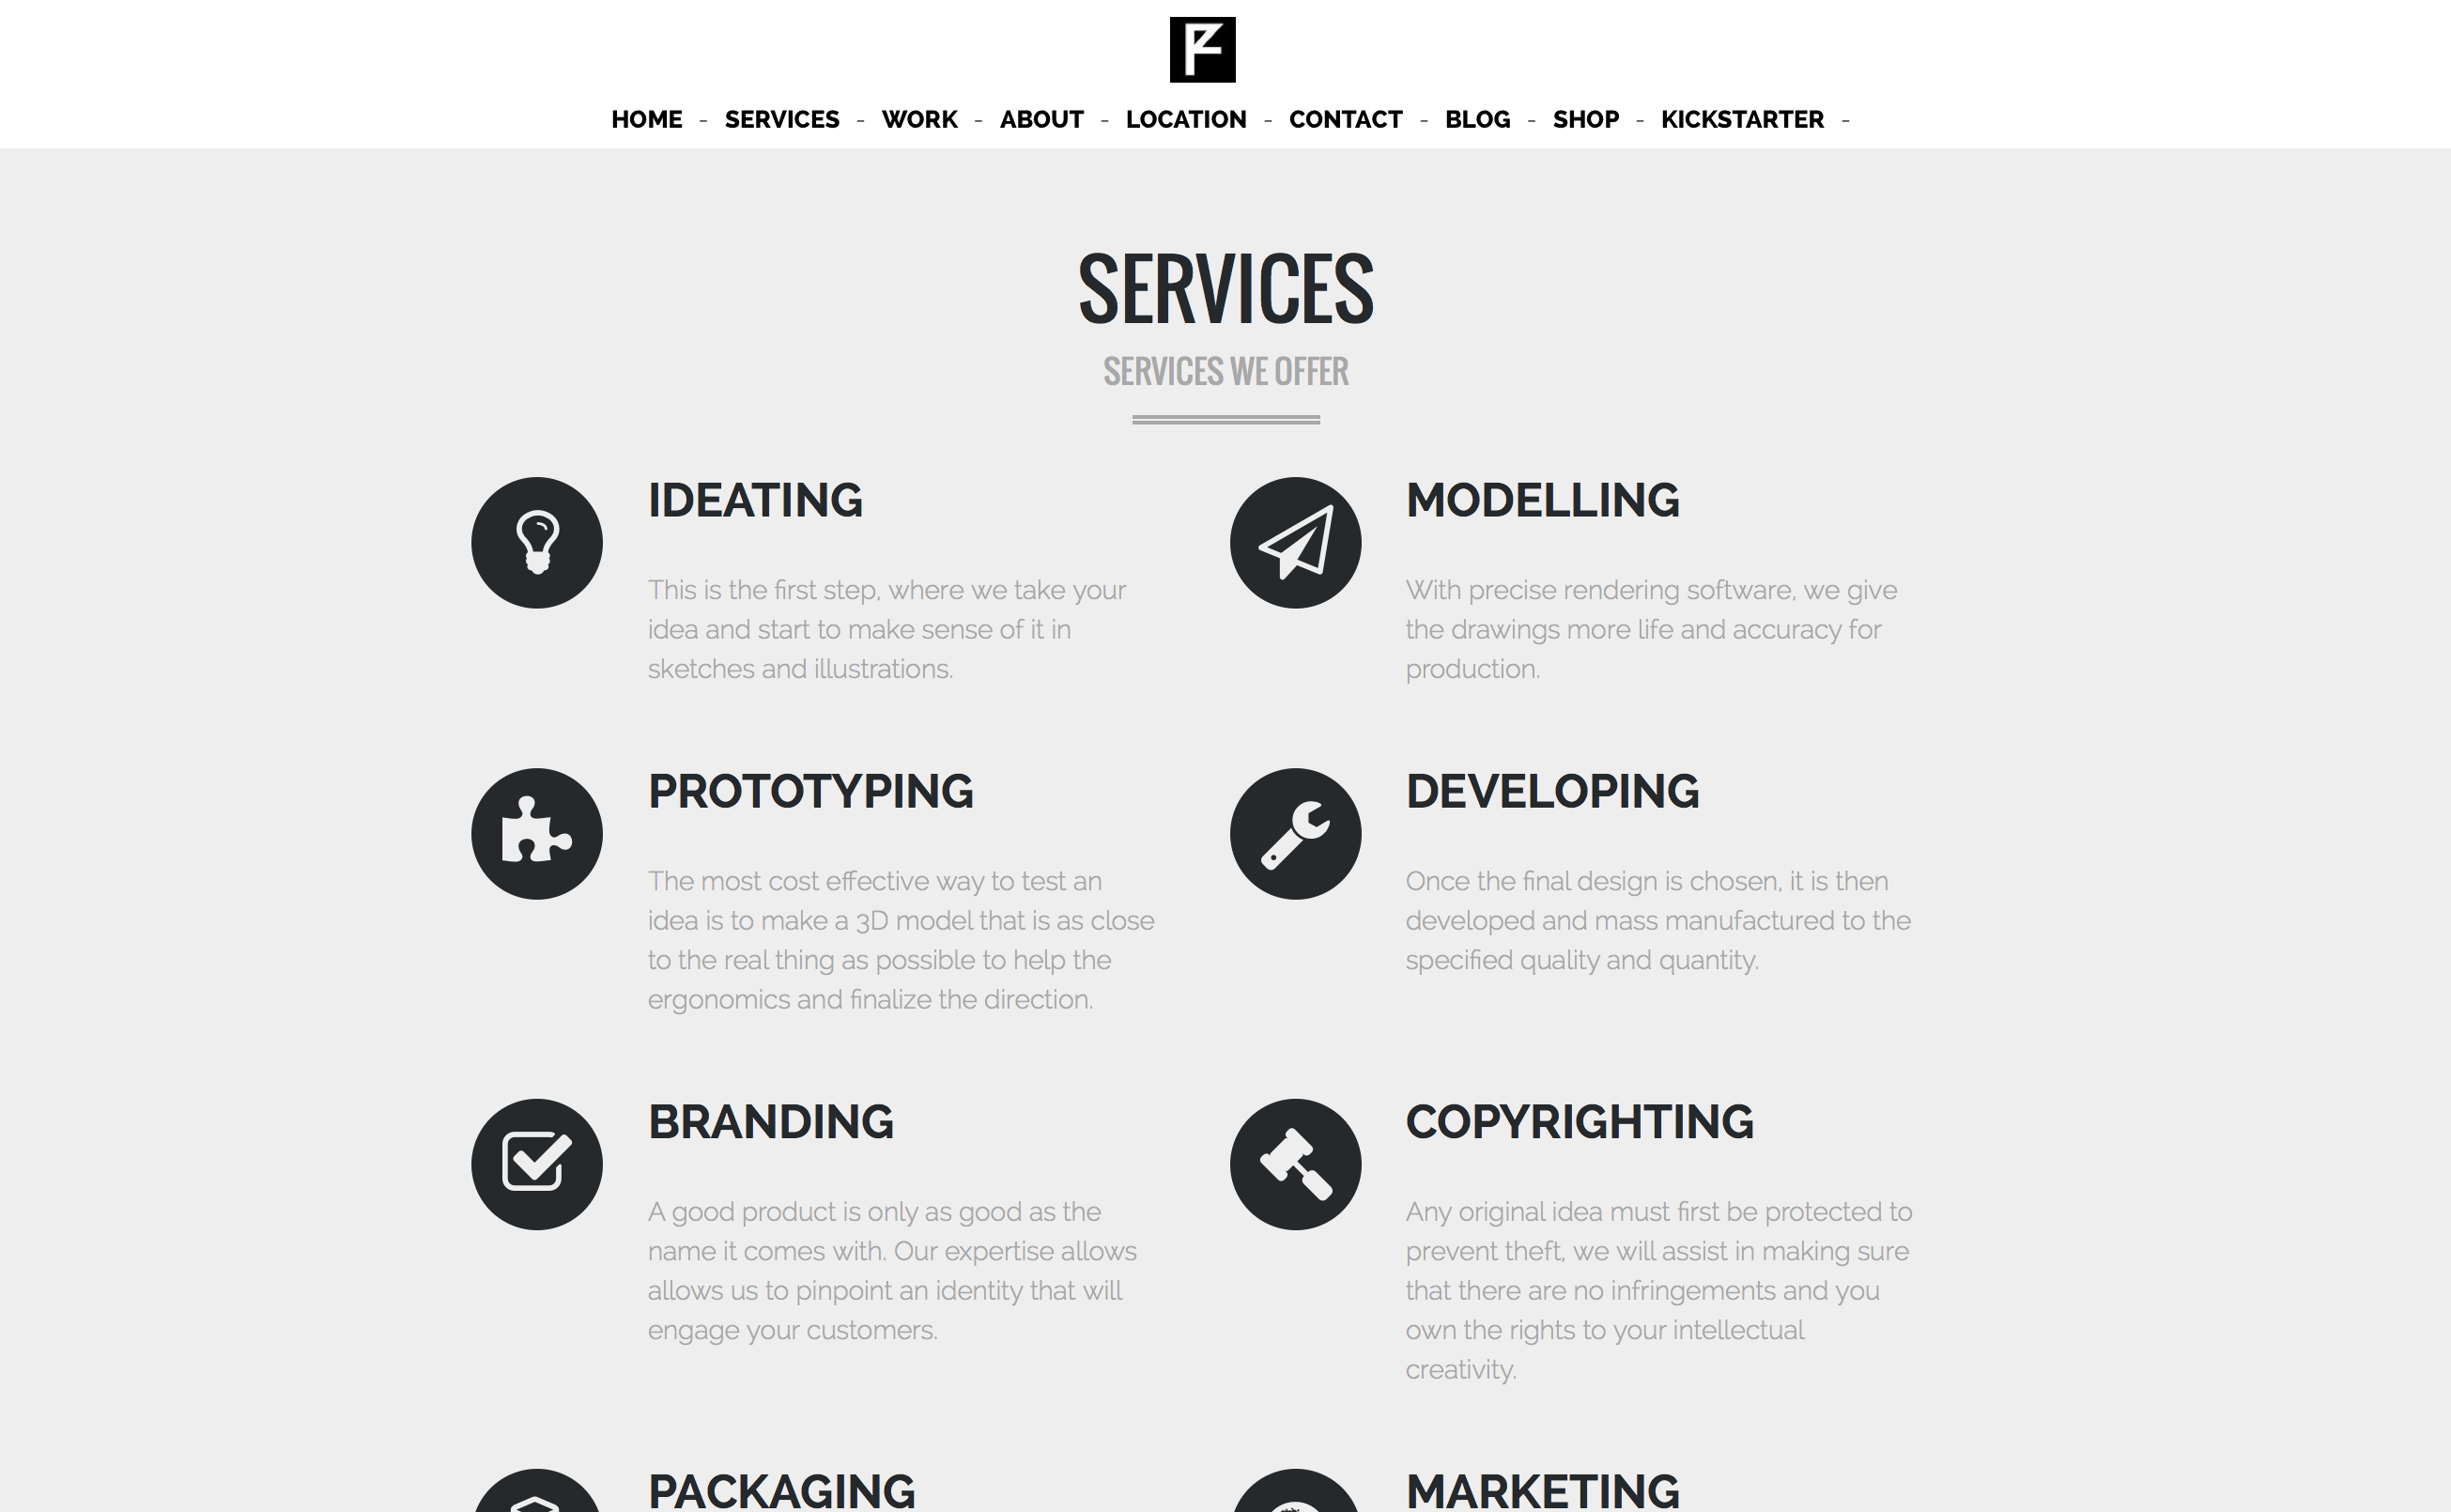 F
HOME - SERVICES - WORK - ABOUT - LOCATION - CONTACT - BLOG - SHOP - KICKSTARTER -
SERVICES
SERVICES WE OFFER
IDEATING
This is the first step, where we take your
idea and start to make sense of it in
sketches and illustrations.
MODELLING
With precise rendering software, we give
the drawings more life and accuracy for
production.
PROTOTYPING
The most cost effective way to test an
idea is to make a 3D model that is as close
to the real thing as possible to help the
ergonomics and finalize the direction.
DEVELOPING
Once the final design is chosen, it is then
developed and mass manufactured to the
specified quality and quantity.
BRANDING
A good product is only as good as the
name it comes with. Our expertise allows
allows us to pinpoint an identity that will
engage your customers.
COPYRIGHTING
Any original idea must first be protected to
prevent theft, we will assist in making sure
that there are no infringements and you
own the rights to your intellectual
creativity.
PACKAGING
MARKETING